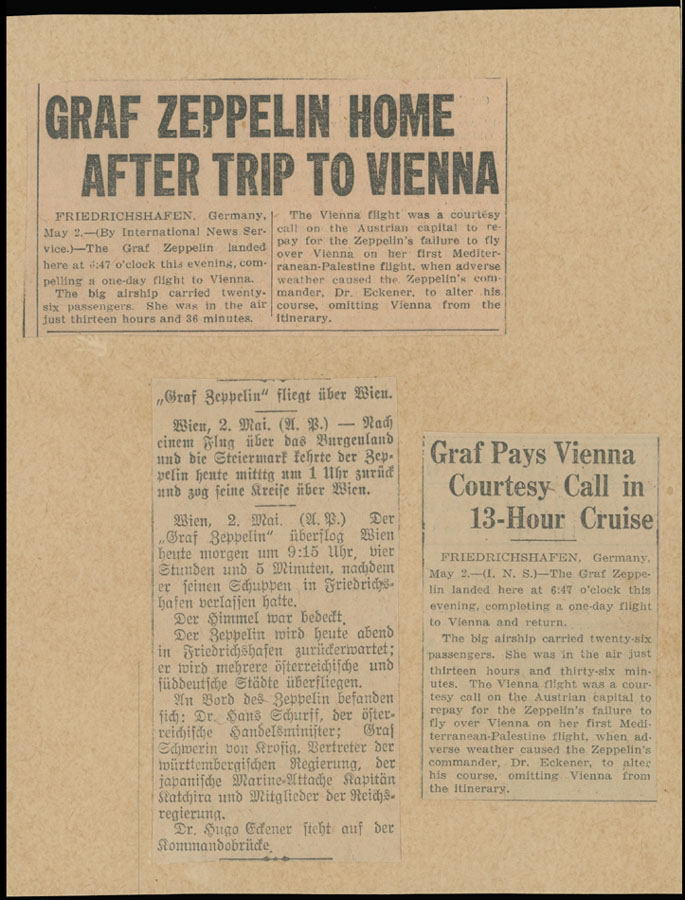 GRAF ZEPPELIN HOME
AFTER TRIP TO VIENNA
FRIEDRICHSHAFEN, Germany,
May 2.—(By International News Ser-
vice.)—The Graf Zeppelin landed
here at 6:47 o'clock this evening, com-
pelling a one-day flight to Vienna.
The big airship carried twenty-
six passengers. She was in the air
just thirteen hours and 36 minutes.
The Vienna flight was a courtesy
call on the Austrian capital to re-
pay for the Zeppelin's failure to fly
over Vienna on her first Mediter-
ranean-Palestine flight, when adverse
weather caused the Zeppelin's com-
mander, Dr. Eckener, to alter his
course, omitting Vienna from the
itinerary.
„Graf Zeppelin“ fliegt über Wien.
Wien, 2. Mai. (A. P.) — Nach
einem Flug über das Burgenland
und die Steiermark kehrte der Zep-
pelin heute mitttg um 1 Uhr zurück
und zog seine Kreise über Wien.
Wien, 2. Mai. (A.P.) Der
„Graf Zeppelin“ überflog Wien
heute morgen um 9:15 Uhr, vier
Stunden und 5 Minuten, nachdem
er seinen Schuppen in Friedrichs-
hafen verlassen hatte.
Der Himmel war bedeckt.
Der Zeppelin wird heute abend
in Friedrichshafen zurückerwartet;
er wird mehrere österreichische und
süddeutsche Städte überfliegen.
An Bord des Zeppelin befanden
sich: Dr. Hans Schurff, der öster-
reichische Handelsminister; Graf
Schwerin von Krosig, Vertreter der
württembergischen Regierung, der
japanische Marine-Attache Kapitän
Katchira und Mitglieder der Reichs-
regierung.
Dr. Hugo Eckener steht auf der
Kommandobrücke.
Graf Pays Vienna
Courtesy Call in
13-Hour Cruise
FRIEDRICHSHAFEN, Germany,
May 2.—(I. N. S.)—The Graf Zeppe-
lin landed here at 6:47 o'clock this
evening, completing a one-day flight
to Vienna and return.
The big airship carried twenty-six
passengers. She was in the air just
thirteen hours and thirty-six min-
utes. The Vienna flight was a cour-
tesy call on the Austrian capital to
repay for the Zeppelin's failure to
fly over Vienna on her first Medi-
terranean-Palestine flight, when ad-
verse weather caused the Zeppelin's
commander, Dr. Eckener, to alter
his course, omitting Vienna from
the itinerary.